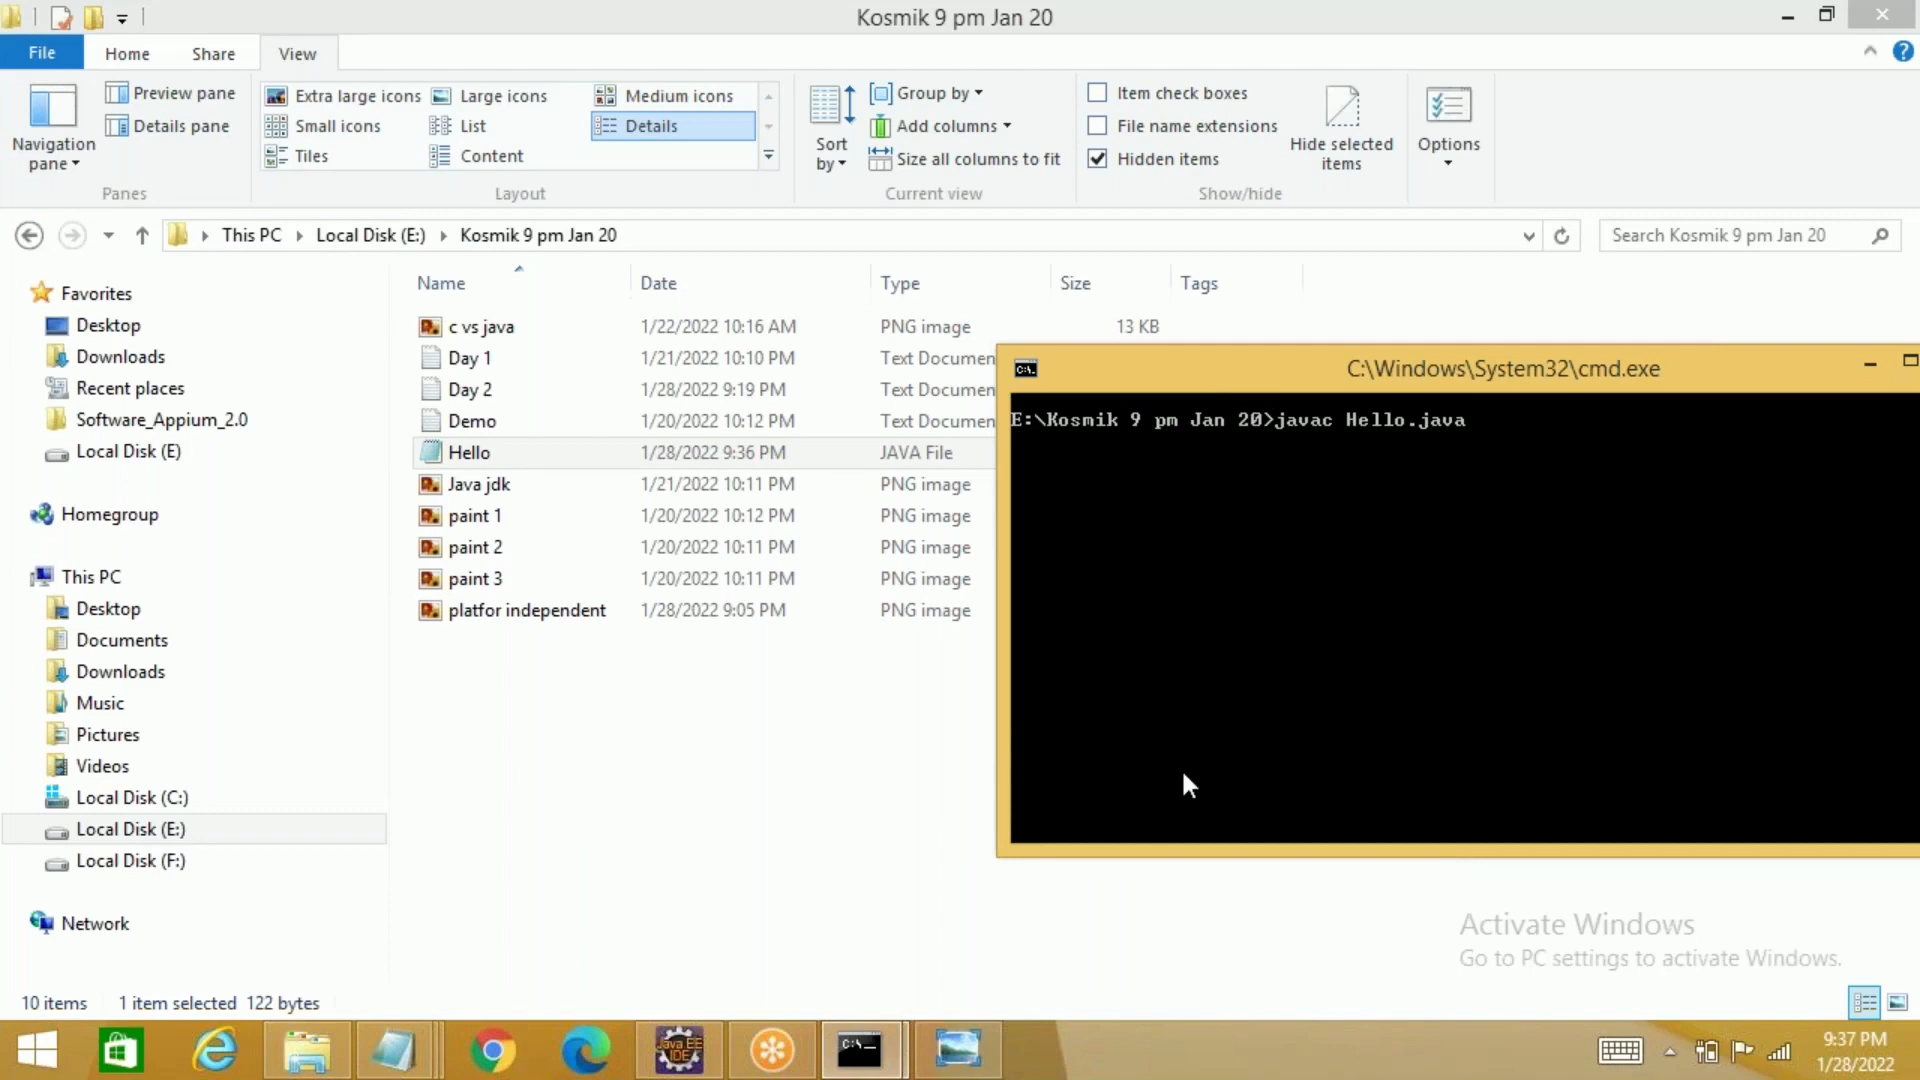 Kosmik 9 pm Jan 20
File Home Share View
Navigation pane
Preview pane
Details pane
Panes
Extra large icons Large icons Medium icons
Small icons List Details
Tiles Content
Layout
Sort by
Group by
Add columns
Size all columns to fit
Current view
Item check boxes
File name extensions
Hidden items
Hide selected items
Show/hide
Options
This PC Local Disk (E:) Kosmik 9 pm Jan 20
Search Kosmik 9 pm Jan 20
Favorites
Desktop
Downloads
Recent places
Software_Appium_2.0
Local Disk (E)
Homegroup
This PC
Desktop
Documents
Downloads
Music
Pictures
Videos
Local Disk (C:)
Local Disk (E:)
Local Disk (F:)
Network
Name Date Type Size Tags
c vs java 1/22/2022 10:16 AM PNG image 13 KB
Day 1 1/21/2022 10:10 PM Text Documen
Day 2 1/28/2022 9:19 PM Text Documen
Demo 1/20/2022 10:12 PM Text Documen
Hello 1/28/2022 9:36 PM JAVA File
Java jdk 1/21/2022 10:11 PM PNG image
paint 1 1/20/2022 10:12 PM PNG image
paint 2 1/20/2022 10:11 PM PNG image
paint 3 1/20/2022 10:11 PM PNG image
platfor independent 1/28/2022 9:05 PM PNG image
C:\Windows\System32\cmd.exe
E:\Kosmik 9 pm Jan 20>javac Hello.java
Activate Windows
Go to PC settings to activate Windows.
10 items 1 item selected 122 bytes
Java EE
IDE
9:37 PM
1/28/2022